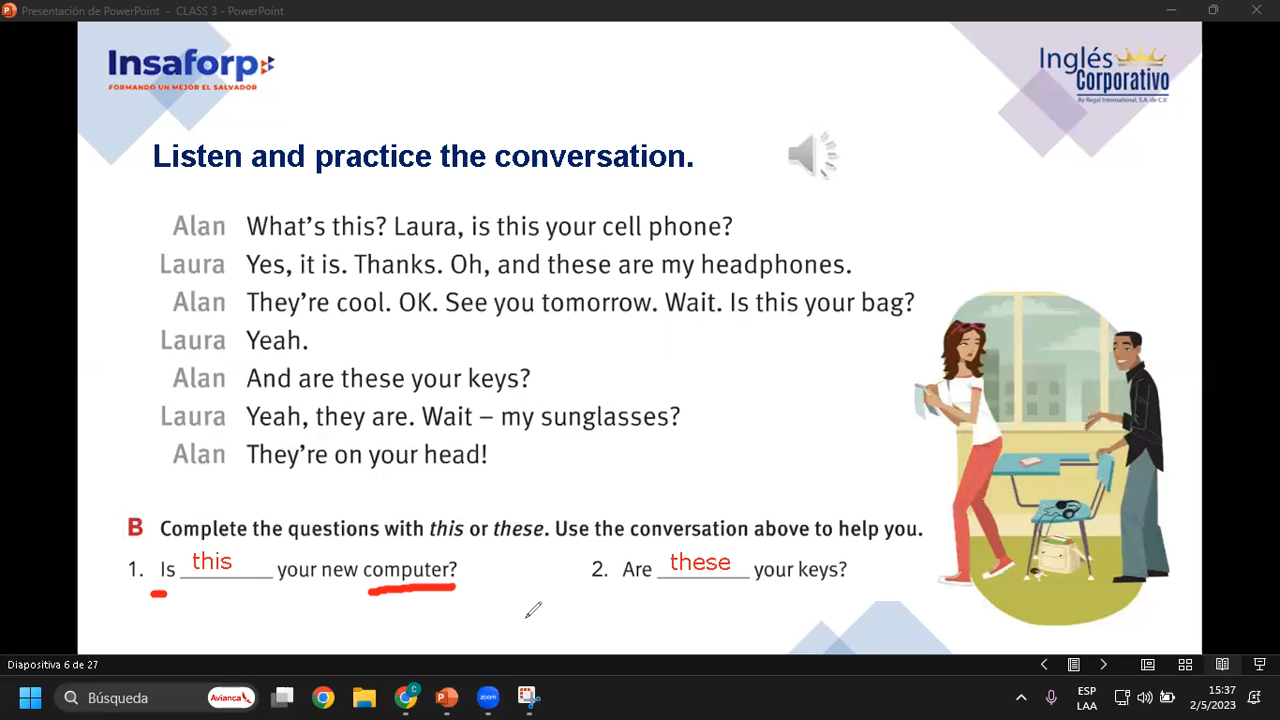 Presentación de PowerPoint - CLASS 3 - PowerPoint
Insaforp
FORMANDO UN MEJOR EL SALVADOR
Inglés
Corporativo
By Regal International, S.A. de C.V.
Listen and practice the conversation.
Alan What's this? Laura, is this your cell phone?
Laura Yes, it is. Thanks. Oh, and these are my headphones.
Alan They're cool. OK. See you tomorrow. Wait. Is this your bag?
Laura Yeah.
Alan And are these your keys?
Laura Yeah, they are. Wait – my sunglasses?
Alan They're on your head!
B Complete the questions with this or these. Use the conversation above to help you.
1. Is this your new computer? 2. Are these your keys?
Diapositiva 6 de 27
Búsqueda
Avianca
C
zoom
ESP
LAA
15:37
2/5/2023